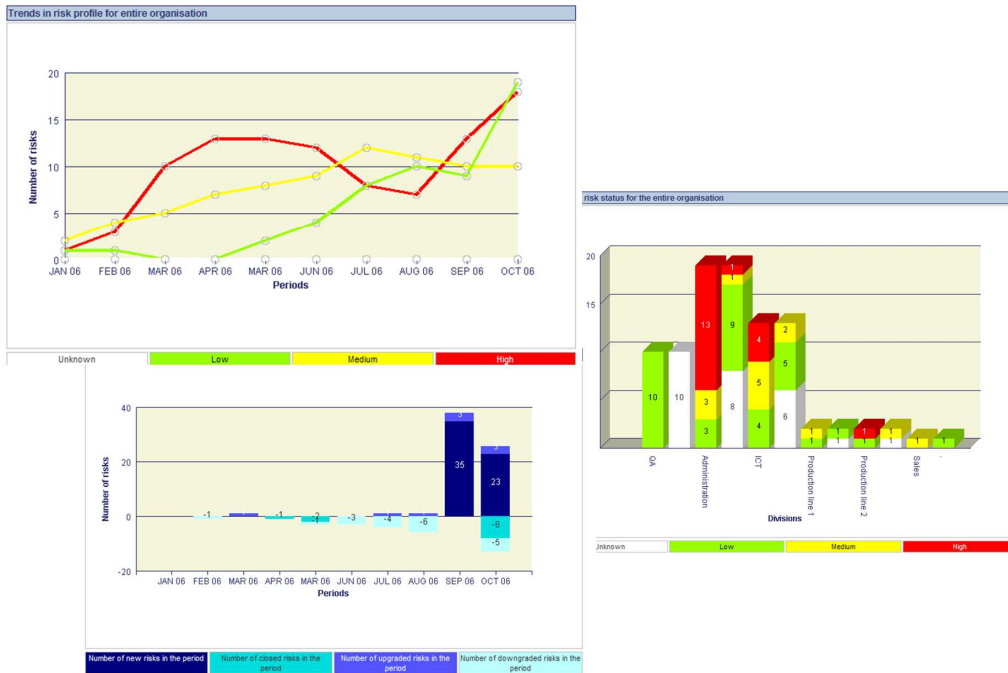 Trends in risk profile for entire organisation
20
15
10
5
0
Number of risks
JAN 06 FEB 06 MAR 06 APR 06 MAR 06 JUN 06 JUL 06 AUG 06 SEP 06 OCT 06
Periods
Unknown Low Medium High
40
20
0
-20
Number of risks
3
35
3
23
-1
-1
-2
-1
-3
-4
-6
-8
-5
JAN 06 FEB 06 MAR 06 APR 06 MAR 06 JUN 06 JUL 06 AUG 06 SEP 06 OCT 06
Periods
Number of new risks in the period
Number of closed risks in the period
Number of upgraded risks in the period
Number of downgraded risks in the period
risk status for the entire organisation
20
15
10
10
13
3
3
1
1
9
8
4
5
4
2
5
6
1
1
1
1
1
1
1
1
1
1
QA
Administration
ICT
Production line 1
Production line 2
Sales
Divisions
Unknown Low Medium High